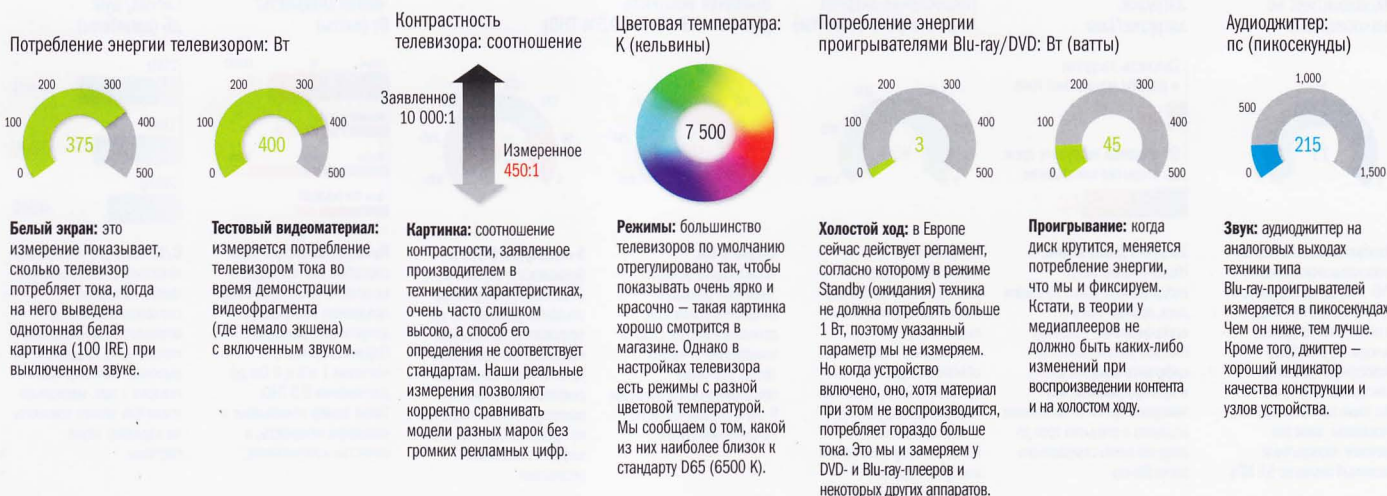 Потребление энергии телевизором: Вт
200
300
100
400
375
0
500
200
300
100
400
400
0
500
Белый экран: это
измерение показывает,
сколько телевизор
потребляет тока, когда
на него выведена
однотонная белая
картинка (100 IRE) при
выключенном звуке.
Тестовый видеоматериал:
измеряется потребление
телевизором тока во
время демонстрации
видеофрагмента
(где немало экшена)
с включенным звуком.
Контрастность
телевизора: соотношение
Заявленное
10 000:1
Измеренное
450:1
Картинка: соотношение
контрастности, заявленное
производителем в
технических характеристиках,
очень часто слишком
высоко, а способ его
определения не соответствует
стандартам. Наши реальные
измерения позволяют
корректно сравнивать
модели разных марок без
громких рекламных цифр.
Цветовая температура:
K (кельвины)
7 500
Режимы: большинство
телевизоров по умолчанию
отрегулировано так, чтобы
показывать очень ярко и
красочно – такая картинка
хорошо смотрится в
магазине. Однако в
настройках телевизора
есть режимы с разной
цветовой температурой.
Мы сообщаем о том, какой
из них наиболее близок к
стандарту D65 (6500 K).
Потребление энергии
проигрывателями Blu-ray/DVD: Вт (ватты)
200
300
100
400
3
0
500
200
300
100
400
45
0
500
Холостой ход: в Европе
сейчас действует регламент,
согласно которому в режиме
Standby (ожидания) техника
не должна потреблять больше
1 Вт, поэтому указанный
параметр мы не измеряем.
Но когда устройство
включено, оно, хотя материал
при этом не воспроизводится,
потребляет гораздо больше
тока. Это мы и замеряем у
DVD- и Blu-ray-плееров и
некоторых других аппаратов.
Проигрывание: когда
диск крутится, меняется
потребление энергии,
что мы и фиксируем.
Кстати, в теории у
медиаплееров не
должно быть каких-либо
изменений при
воспроизведении контента
и на холостом ходу.
Аудиоджиттер:
пс (пикосекунды)
1,000
500
215
0
1,500
Звук: аудиоджиттер на
аналоговых выходах
техники типа
Blu-ray-проигрывателей
измеряется в пикосекундах
Чем он ниже, тем лучше.
Кроме того, джиттер –
хороший индикатор
качества конструкции и
узлов устройства.